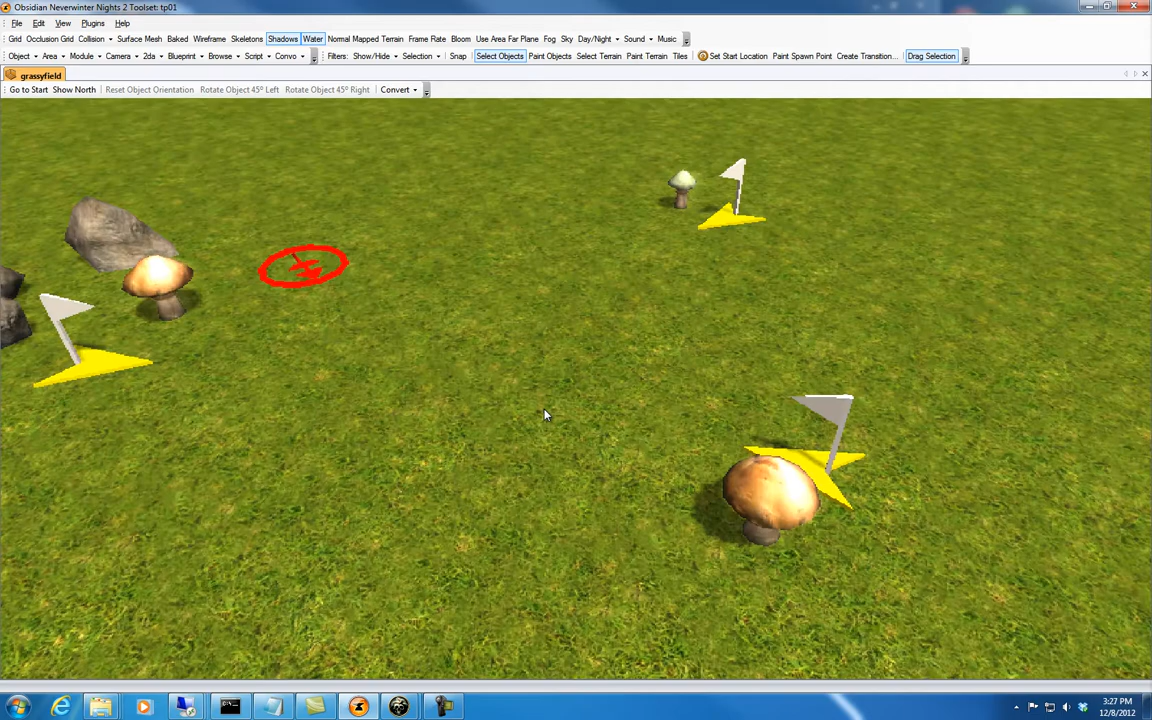 Obsidian Neverwinter Nights 2 Toolset: tp01
File Edit View Plugins Help
Grid Occlusion Grid Collision Surface Mesh Baked Wireframe Skeletons Shadows Water Normal Mapped Terrain Frame Rate Bloom Use Area Far Plane Fog Sky Day/Night Sound Music
Object Area Module Camera 2da Blueprint Browse Script Convo Filters: Show/Hide Selection Snap Select Objects Paint Objects Select Terrain Paint Terrain Tiles Set Start Location Paint Spawn Point Create Transition... Drag Selection
grassyfield
Go to Start Show North Reset Object Orientation Rotate Object 45º Left Rotate Object 45º Right Convert
3:27 PM
12/8/2012